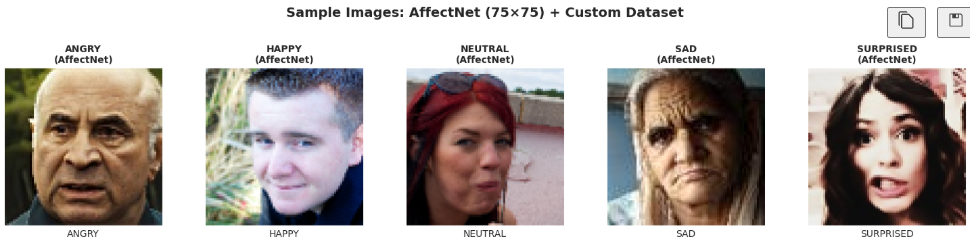 Sample Images: AffectNet (75×75) + Custom Dataset
ANGRY
(AffectNet)
HAPPY
(AffectNet)
NEUTRAL
(AffectNet)
SAD
(AffectNet)
SURPRISED
(AffectNet)
ANGRY
HAPPY
NEUTRAL
SAD
SURPRISED